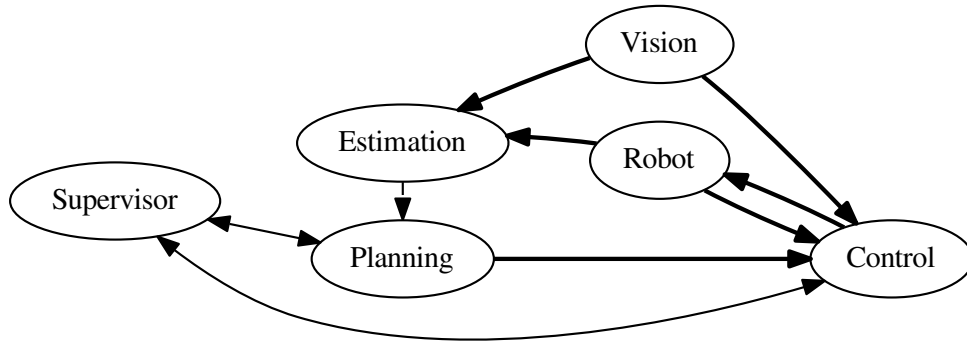 Vision
Estimation
Robot
Supervisor
Planning
Control